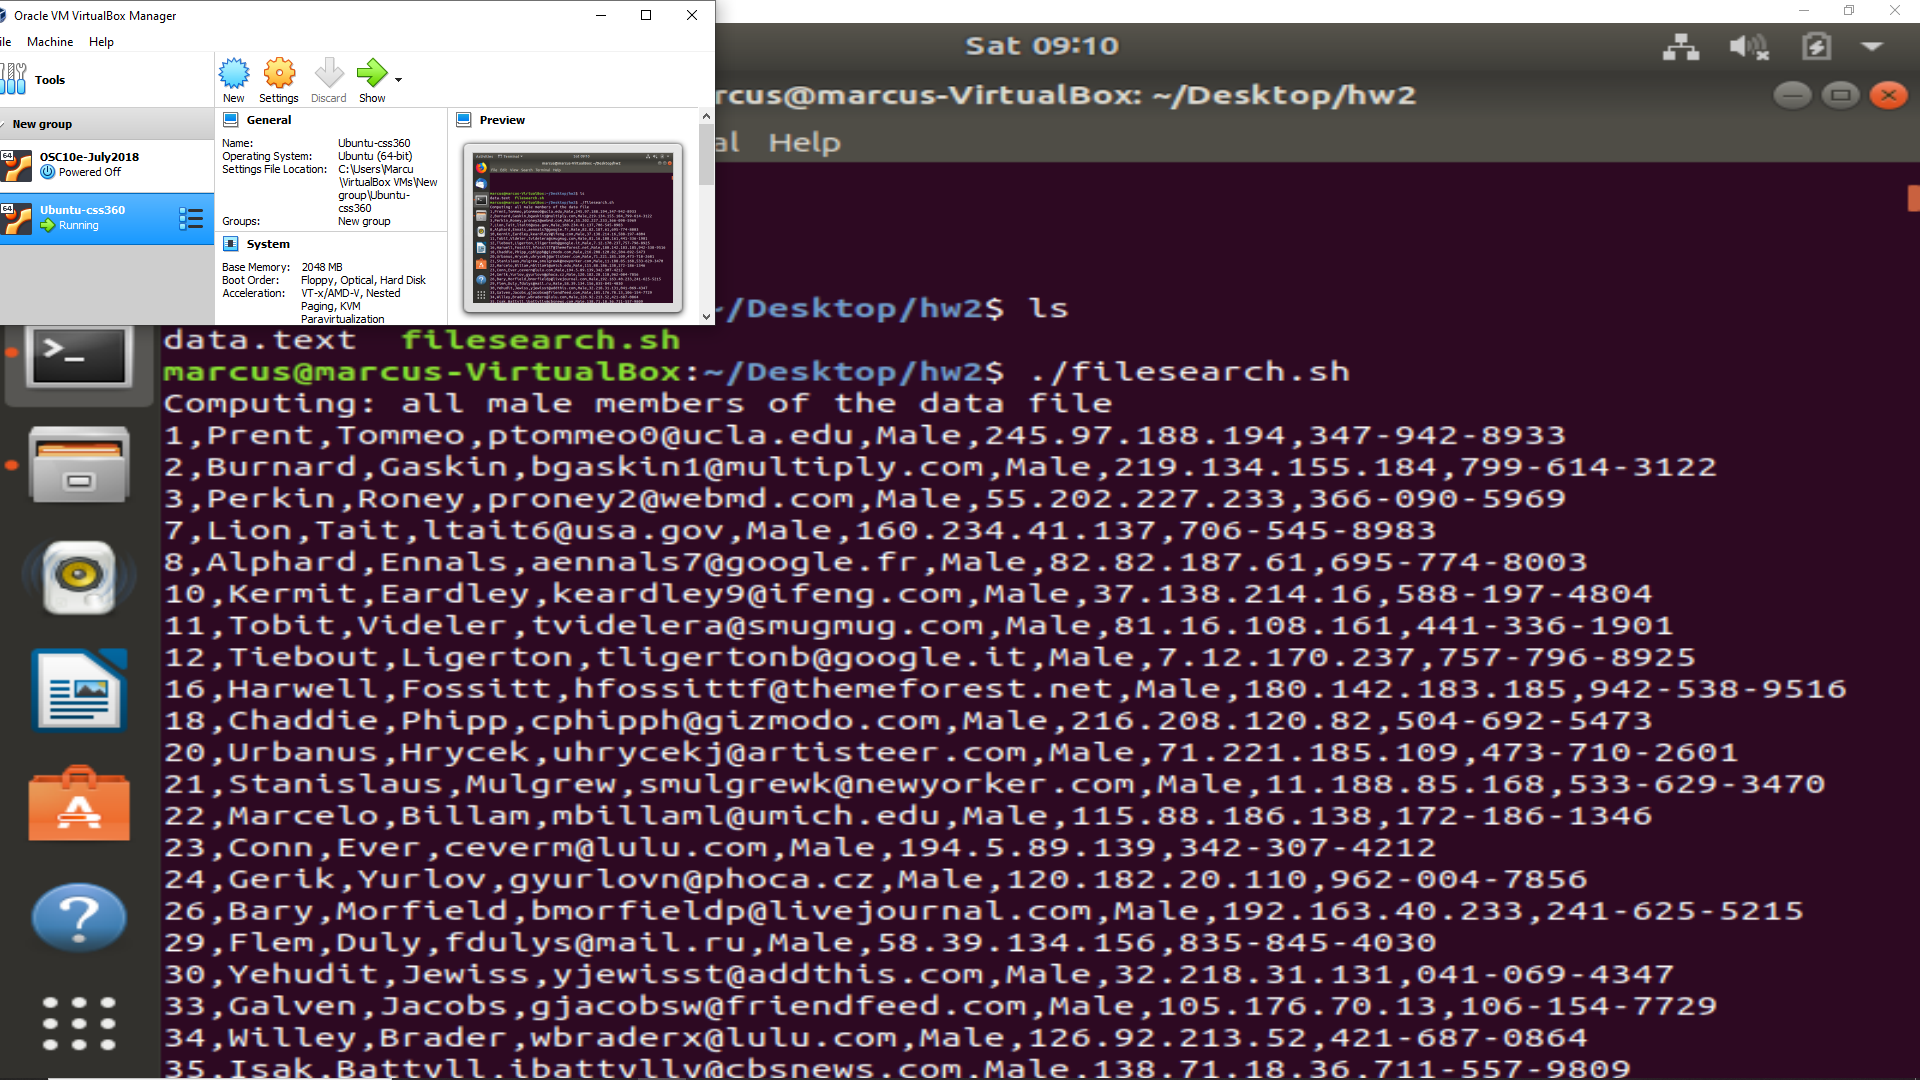 Oracle VM VirtualBox Manager
ile Machine Help
Tools
New Settings Discard Show
New group
64 OSC10e-July2018
Powered Off
64 Ubuntu-css360
Running
General
Name: Ubuntu-css360
Operating System: Ubuntu (64-bit)
Settings File Location: C:\Users\Marcu
\VirtualBox VMs\New
group\Ubuntu-
css360
Groups: New group
System
Base Memory: 2048 MB
Boot Order: Floppy, Optical, Hard Disk
Acceleration: VT-x/AMD-V, Nested
Paging, KVM
Paravirtualization
Preview
Sat 09:10
rcus@marcus-VirtualBox: ~/Desktop/hw2
al Help
~/Desktop/hw2$ ls
data.text filesearch.sh
marcus@marcus-VirtualBox:~/Desktop/hw2$ ./filesearch.sh
Computing: all male members of the data file
1,Prent,Tommeo,ptommeo0@ucla.edu,Male,245.97.188.194,347-942-8933
2,Burnard,Gaskin,bgaskin1@multiply.com,Male,219.134.155.184,799-614-3122
3,Perkin,Roney,proney2@webmd.com,Male,55.202.227.233,366-090-5969
7,Lion,Tait,ltait6@usa.gov,Male,160.234.41.137,706-545-8983
8,Alphard,Ennals,aennals7@google.fr,Male,82.82.187.61,695-774-8003
10,Kermit,Eardley,keardley9@ifeng.com,Male,37.138.214.16,588-197-4804
11,Tobit,Videler,tvidelera@smugmug.com,Male,81.16.108.161,441-336-1901
12,Tiebout,Ligerton,tligertonb@google.it,Male,7.12.170.237,757-796-8925
16,Harwell,Fossitt,hfossittf@themeforest.net,Male,180.142.183.185,942-538-9516
18,Chaddie,Phipp,cphipph@gizmodo.com,Male,216.208.120.82,504-692-5473
20,Urbanus,Hrycek,uhrycekj@artisteer.com,Male,71.221.185.109,473-710-2601
21,Stanislaus,Mulgrew,smulgrewk@newyorker.com,Male,11.188.85.168,533-629-3470
22,Marcelo,Billam,mbillaml@umich.edu,Male,115.88.186.138,172-186-1346
23,Conn,Ever,ceverm@lulu.com,Male,194.5.89.139,342-307-4212
24,Gerik,Yurlov,gyurlovn@phoca.cz,Male,120.182.20.110,962-004-7856
26,Bary,Morfield,bmorfieldp@livejournal.com,Male,192.163.40.233,241-625-5215
29,Flem,Duly,fdulys@mail.ru,Male,58.39.134.156,835-845-4030
30,Yehudit,Jewiss,yjewisst@addthis.com,Male,32.218.31.131,041-069-4347
33,Galven,Jacobs,gjacobsw@friendfeed.com,Male,105.176.70.13,106-154-7729
34,Willey,Brader,wbraderx@lulu.com,Male,126.92.213.52,421-687-0864
35,Isak,Battyll,ibattylly@cbsnews.com,Male,138.71.18.36,711-557-9809